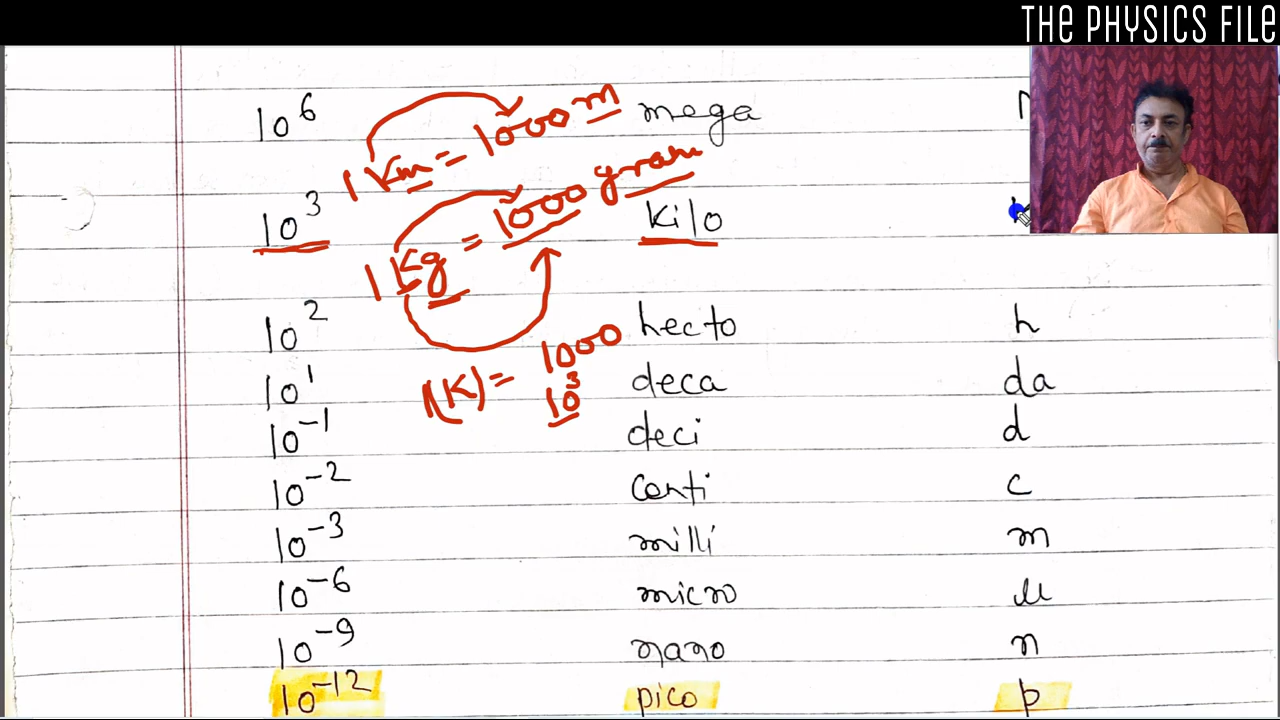 THE PHYSICS FILE
10^6 mega
1 Km = 1000 m
1 Kg = 1000 gram
10^3 Kilo
10^2 hecto h
1(K) = 1000
10^3
10^1 deca da
10^-1 deci d
10^-2 centi c
10^-3 milli m
10^-6 micro μ
10^-9 nano n
10^-12 pico p